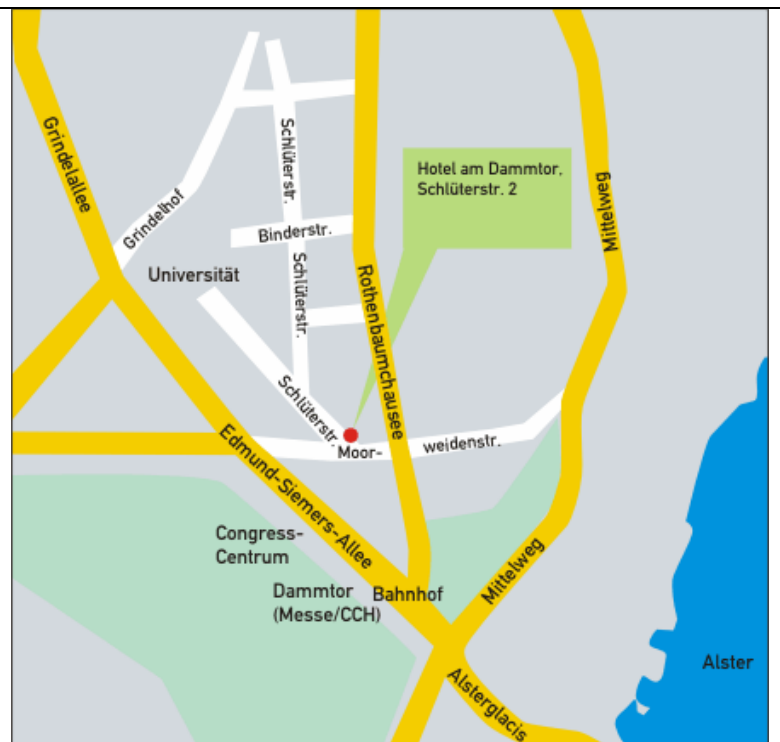 Grindelallee
Schlüterstr.
Hotel am Dammtor,
Schlüterstr. 2
Mittelweg
Grindelhof
Binderstr.
Universität
Schlüterstr.
Rothenbaumchausee
Schlüterstr.
Moor-
weidenstr.
Edmund-Siemers-Allee
Congress-
Centrum
Dammtor
(Messe/CCH)
Bahnhof
Mittelweg
Alster
Alsterglacis